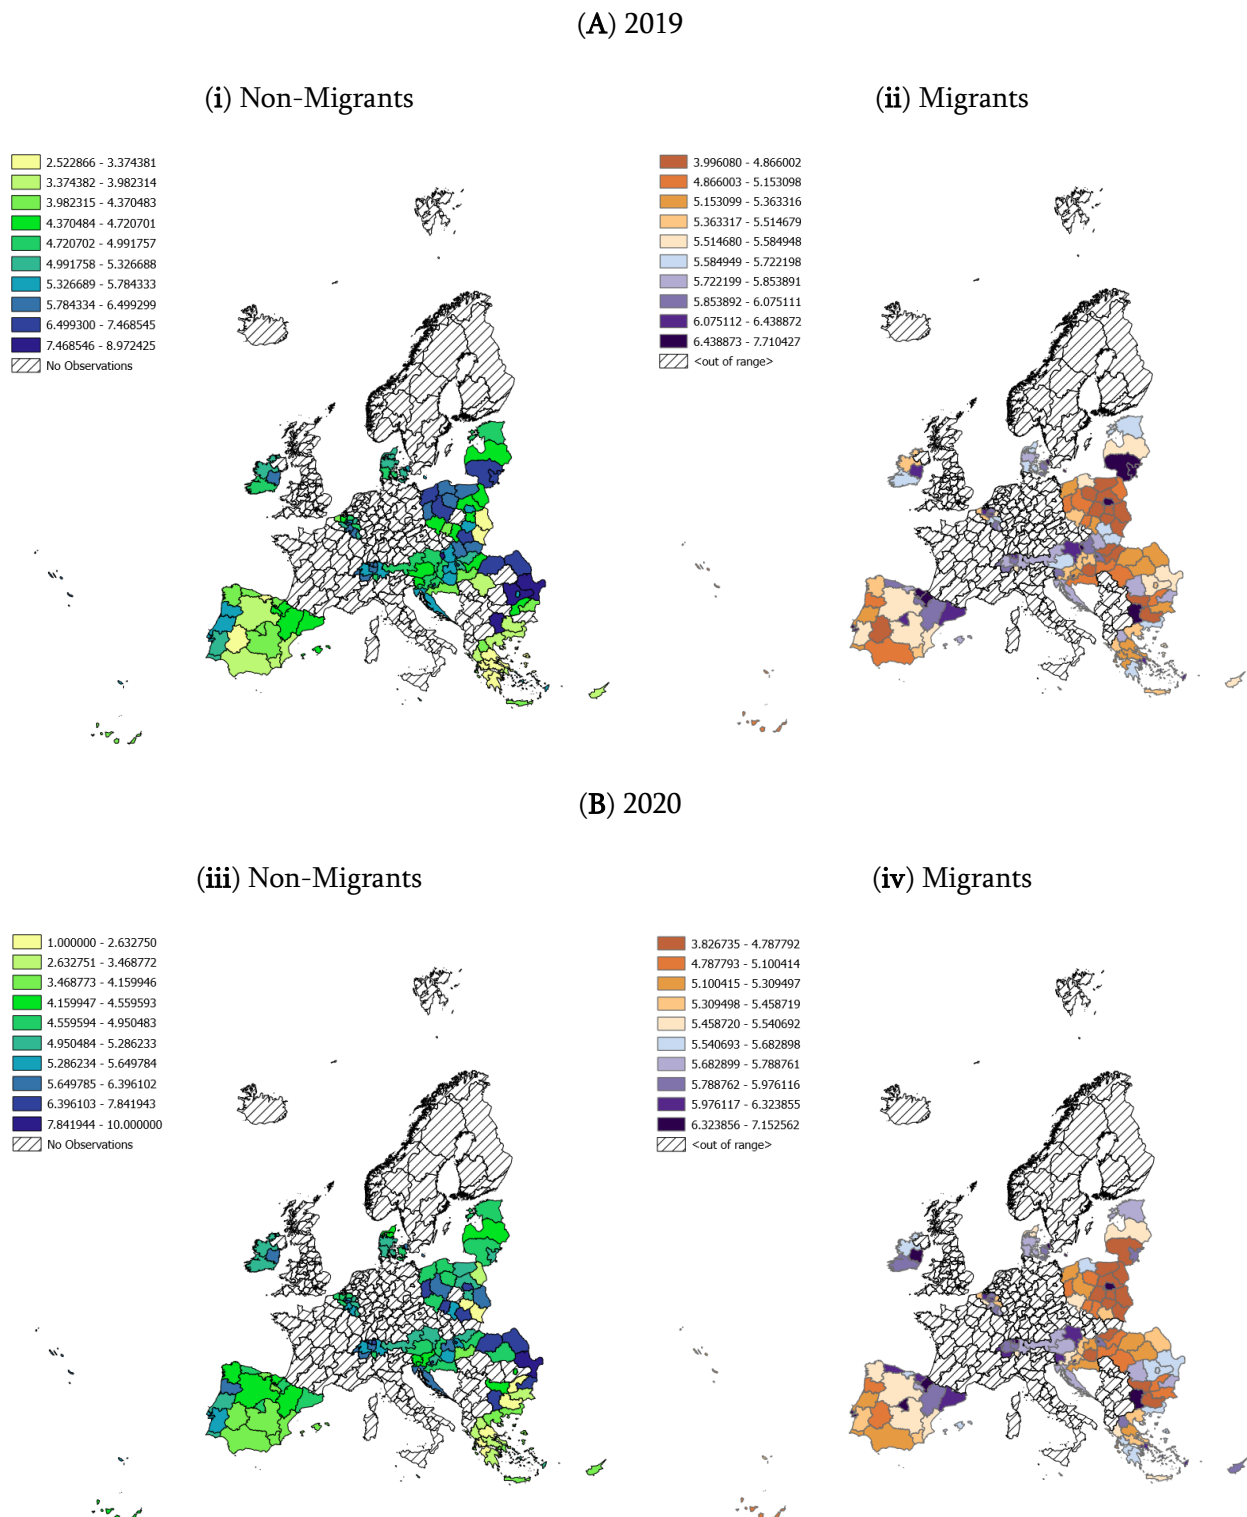 (A) 2019
(i) Non-Migrants
(ii) Migrants
2.522866 - 3.374381
3.374382 - 3.982314
3.982315 - 4.370483
4.370484 - 4.720701
4.720702 - 4.991757
4.991758 - 5.326688
5.326689 - 5.784333
5.784334 - 6.499299
6.499300 - 7.468545
7.468546 - 8.972425
No Observations
3.996080 - 4.866002
4.866003 - 5.153098
5.153099 - 5.363316
5.363317 - 5.514679
5.514680 - 5.584948
5.584949 - 5.722198
5.722199 - 5.853891
5.853892 - 6.075111
6.075112 - 6.438872
6.438873 - 7.710427
<out of range>
(B) 2020
(iii) Non-Migrants
(iv) Migrants
1.000000 - 2.632750
2.632751 - 3.468772
3.468773 - 4.159946
4.159947 - 4.559593
4.559594 - 4.950483
4.950484 - 5.286233
5.286234 - 5.649784
5.649785 - 6.396102
6.396103 - 7.841943
7.841944 - 10.000000
No Observations
3.826735 - 4.787792
4.787793 - 5.100414
5.100415 - 5.309497
5.309498 - 5.458719
5.458720 - 5.540692
5.540693 - 5.682898
5.682899 - 5.788761
5.788762 - 5.976116
5.976117 - 6.323855
6.323856 - 7.152562
<out of range>